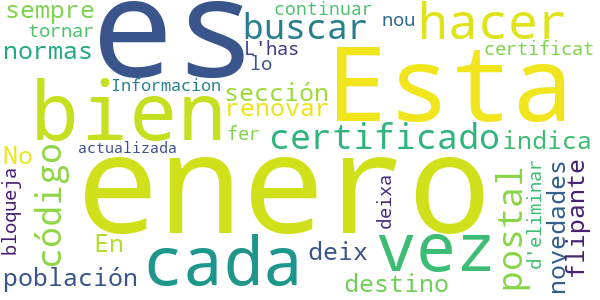 sempre
es
continuar
buscar
nou
hacer
tornar
normas
L'has
certificat
lo
Esta
Informacion
bien
sección
renovar
fer
certificado
indica
No
actualizada
enero
código
bloqueja
En
deixa
vez
postal
d'eliminar
novedades
flipante
cada
deix
población
destino